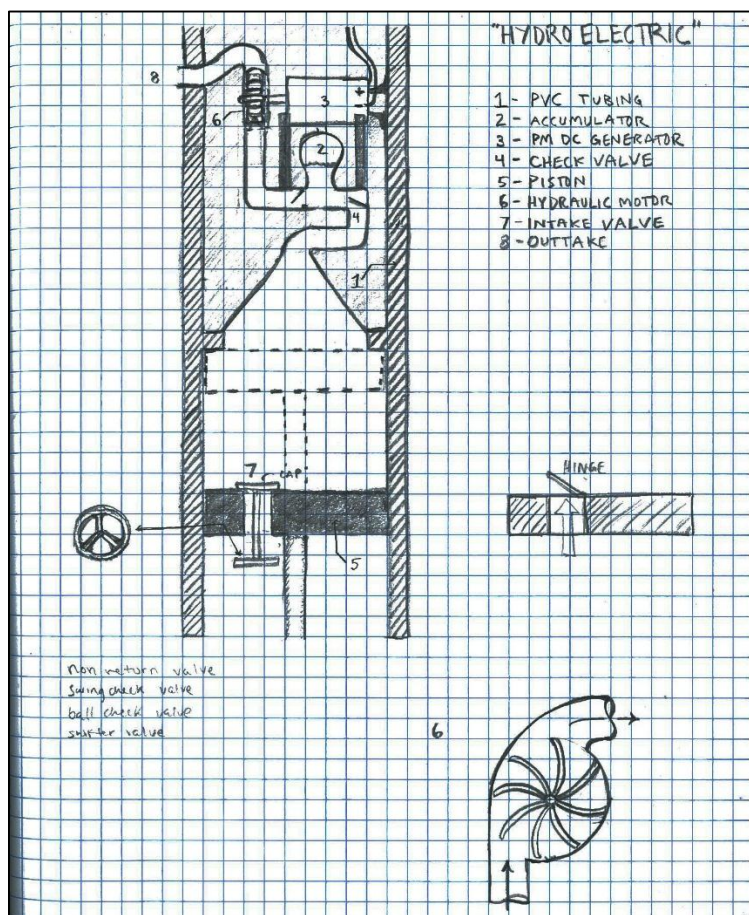 "HYDRO ELECTRIC"
1 - PVC TUBING
2 - ACCUMULATOR
3 - PM DC GENERATOR
4 - CHECK VALVE
5 - PISTON
6 - HYDRAULIC MOTOR
7 - INTAKE VALVE
8 - OUTTAKE
8
3
+
-
6
2
4
1
7
CAP
HINGE
5
non return valve
swing check valve
ball check valve
snifter valve
6